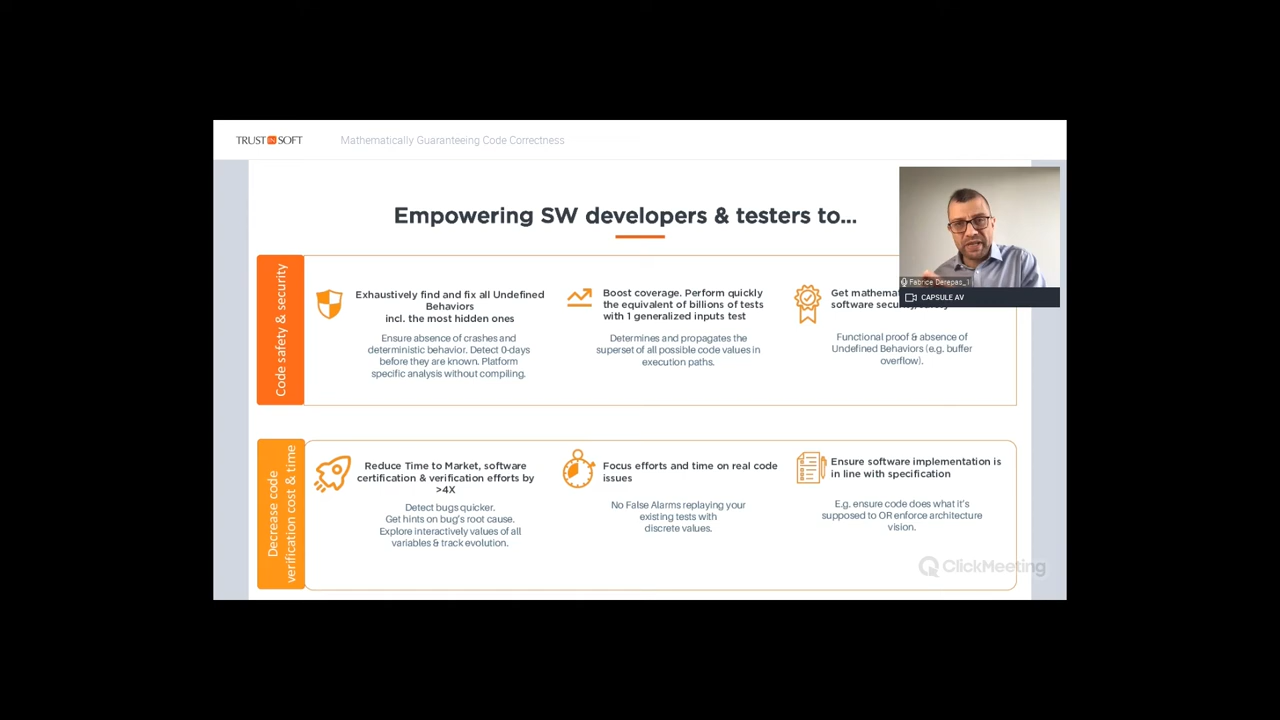 TRUST IN SOFT
Mathematically Guaranteeing Code Correctness
Empowering SW developers & testers to...
Fabrice Derepas_1
CAPSULE AV
Code safety & security
Exhaustively find and fix all Undefined
Behaviors
incl. the most hidden ones
Ensure absence of crashes and
deterministic behavior. Detect 0-days
before they are known. Platform
specific analysis without compiling.
Boost coverage. Perform quickly
the equivalent of billions of tests
with 1 generalized inputs test
Determines and propagates the
superset of all possible code values in
execution paths.
Get
software
Functional proof & absence of
Undefined Behaviors (e.g. buffer
overflow).
Decrease code
verification cost & time
Reduce Time to Market, software
certification & verification efforts by
>4X
Detect bugs quicker.
Get hints on bug's root cause.
Explore interactively values of all
variables & track evolution.
Focus efforts and time on real code
issues
No False Alarms replaying your
existing tests with
discrete values.
Ensure software implementation is
in line with specification
E.g. ensure code does what it's
supposed to OR enforce architecture
vision.
ClickMeeting